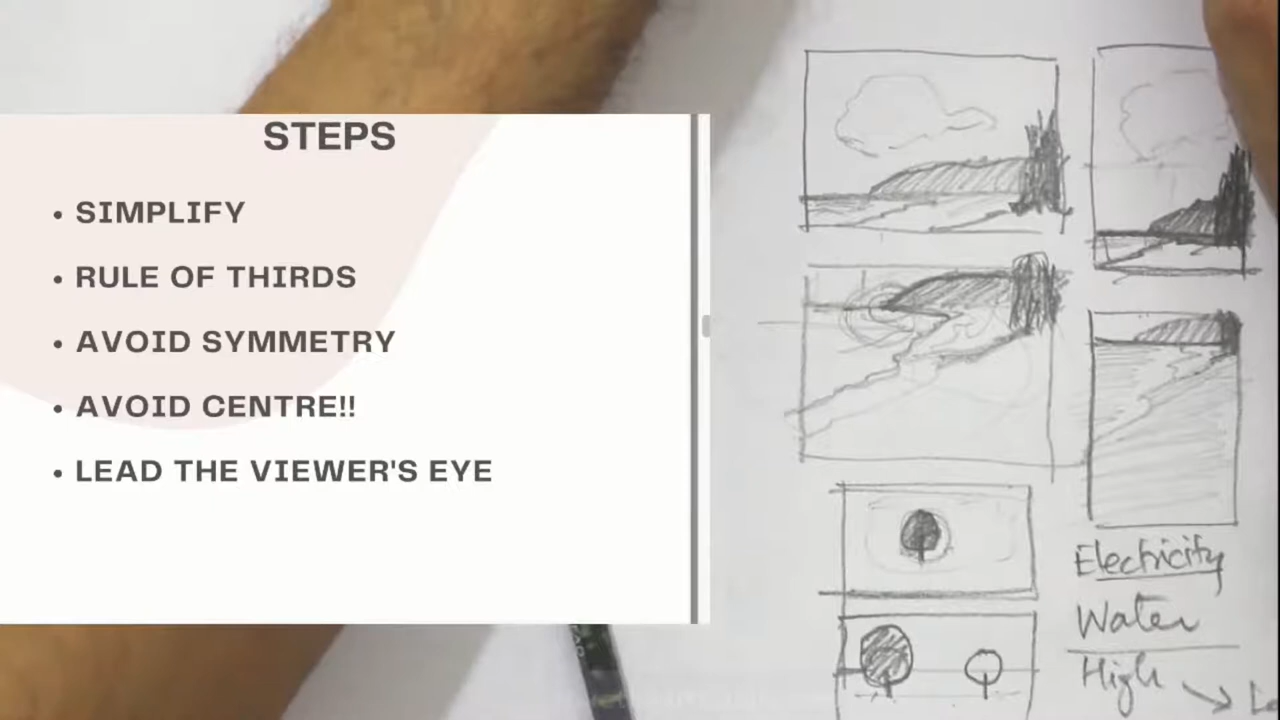 STEPS
• SIMPLIFY
• RULE OF THIRDS
• AVOID SYMMETRY
• AVOID CENTRE!!
• LEAD THE VIEWER'S EYE
Electricity
Water
High →